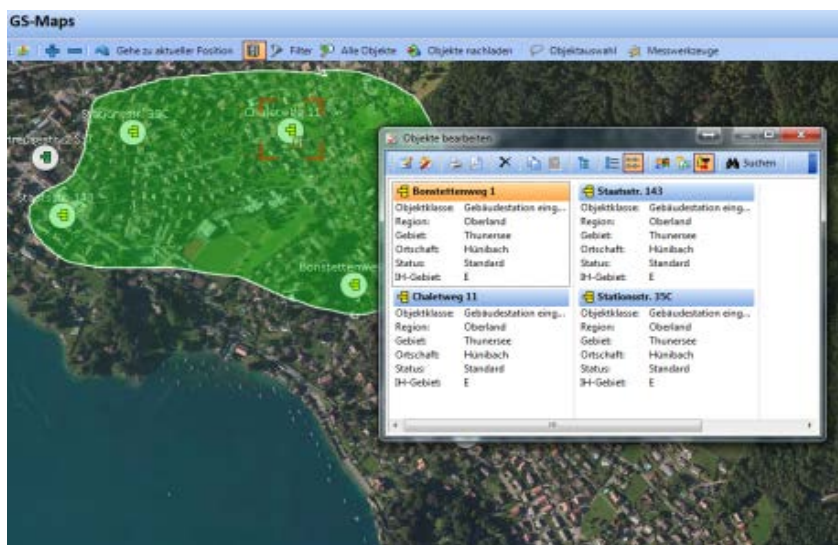 GS-Maps
Gehe zu aktueller Position Filter Alle Objekte Objekte nachladen Objektauswahl Messwerkzeuge
Stationsstr. 35C
Chaletweg 11
Bonstettenweg
Objekte bearbeiten
Suchen
Bonstettenweg 1
Objektklasse: Gebäudestation eing...
Region: Oberland
Gebiet: Thunersee
Ortschaft: Hünibach
Status: Standard
IH-Gebiet: E
Staatsstr. 143
Objektklasse: Gebäudestation eing...
Region: Oberland
Gebiet: Thunersee
Ortschaft: Hünibach
Status: Standard
IH-Gebiet: E
Chaletweg 11
Objektklasse: Gebäudestation eing...
Region: Oberland
Gebiet: Thunersee
Ortschaft: Hünibach
Status: Standard
IH-Gebiet: E
Stationsstr. 35C
Objektklasse: Gebäudestation eing...
Region: Oberland
Gebiet: Thunersee
Ortschaft: Hünibach
Status: Standard
IH-Gebiet: E